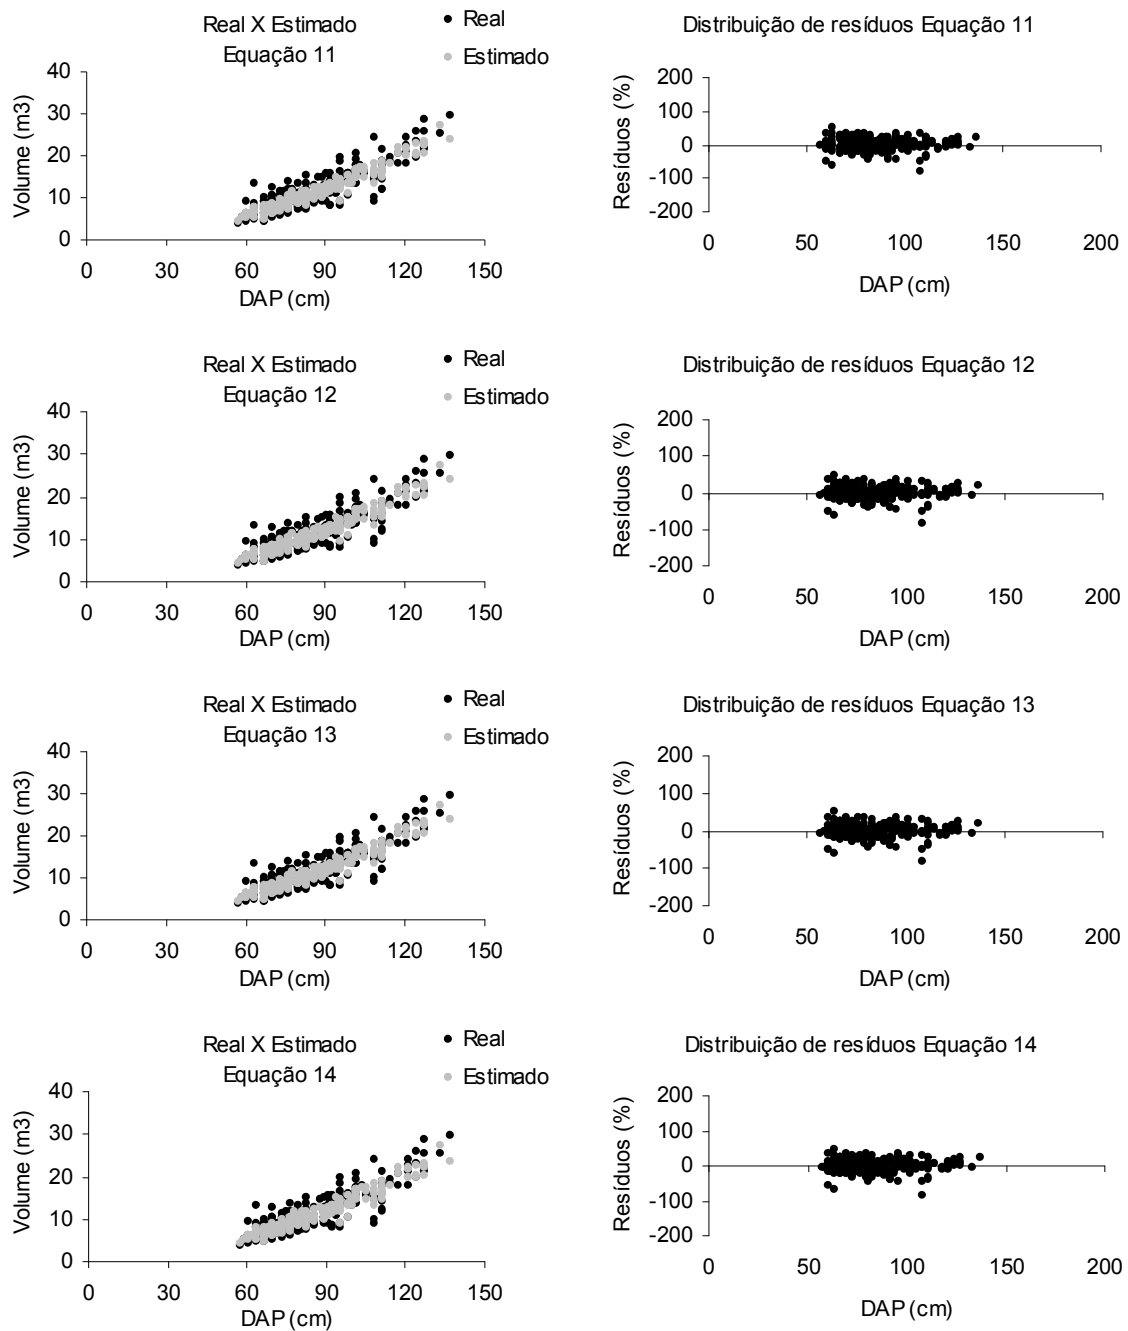 Real X Estimado
Equação 11
Real
Estimado
Volume (m3)
40
30
20
10
0
0 30 60 90 120 150
DAP (cm)
Distribuição de resíduos Equação 11
Resíduos (%)
200
100
0
-100
-200
0 50 100 150 200
DAP (cm)
Real X Estimado
Equação 12
Real
Estimado
Volume (m3)
40
30
20
10
0
0 30 60 90 120 150
DAP (cm)
Distribuição de resíduos Equação 12
Resíduos (%)
200
100
0
-100
-200
0 50 100 150 200
DAP (cm)
Real X Estimado
Equação 13
Real
Estimado
Volume (m3)
40
30
20
10
0
0 30 60 90 120 150
DAP (cm)
Distribuição de resíduos Equação 13
Resíduos (%)
200
100
0
-100
-200
0 50 100 150 200
DAP (cm)
Real X Estimado
Equação 14
Real
Estimado
Volume (m3)
40
30
20
10
0
0 30 60 90 120 150
DAP (cm)
Distribuição de resíduos Equação 14
Resíduos (%)
200
100
0
-100
-200
0 50 100 150 200
DAP (cm)